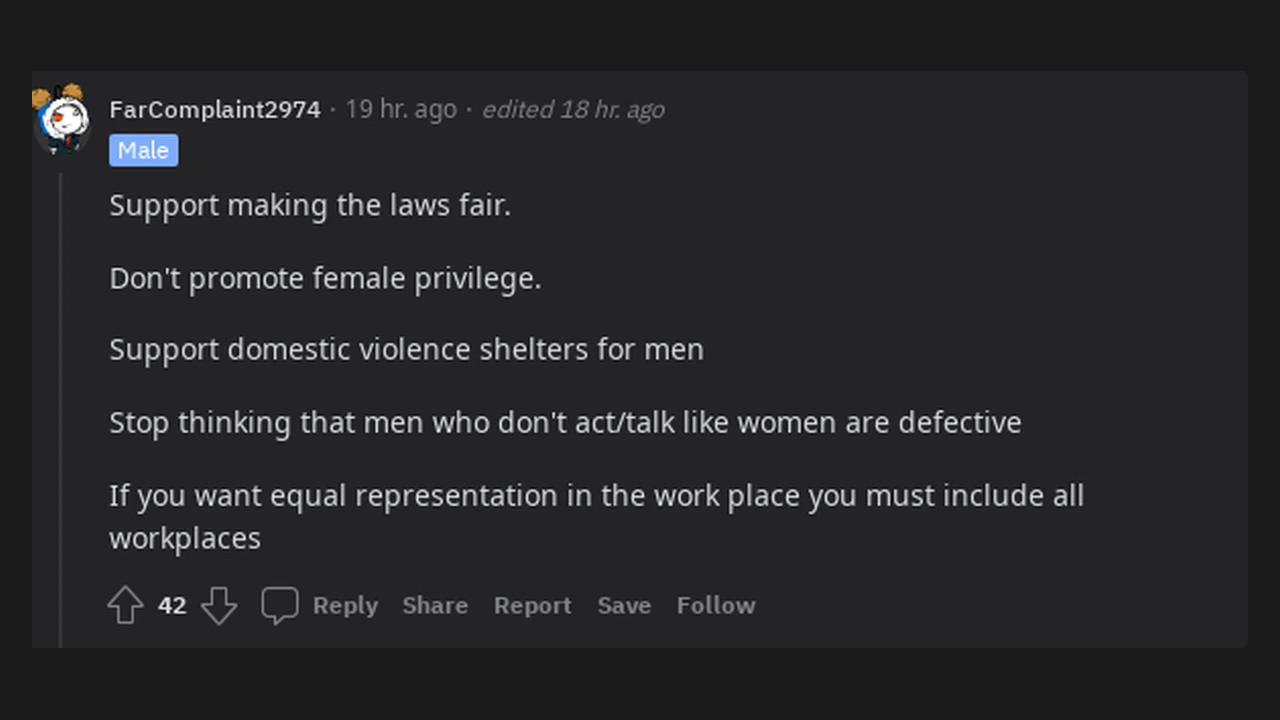 FarComplaint2974 · 19 hr. ago · edited 18 hr. ago
Male
Support making the laws fair.
Don't promote female privilege.
Support domestic violence shelters for men
Stop thinking that men who don't act/talk like women are defective
If you want equal representation in the work place you must include all
workplaces
42 Reply Share Report Save Follow